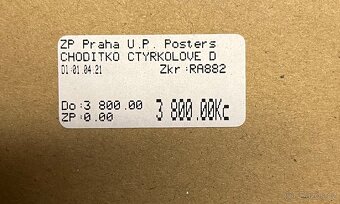 ZP Praha U.P. Posters
CHODITKO CTYRKOLOVE D
Dl:01.04.21 Zkr:RA882
Do:3 800.00 3 800.00Kc
ZP:0.00